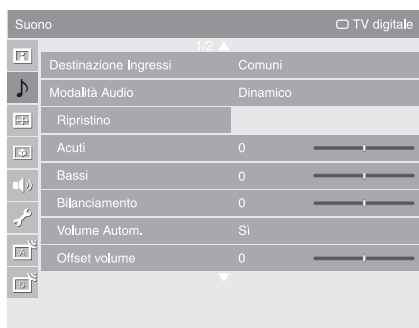 Suono TV digitale
1/2
Destinazione Ingressi Comuni
Modalità Audio Dinamico
Ripristino
Acuti 0
Bassi 0
Bilanciamento 0
Volume Autom. Sì
Offset volume 0